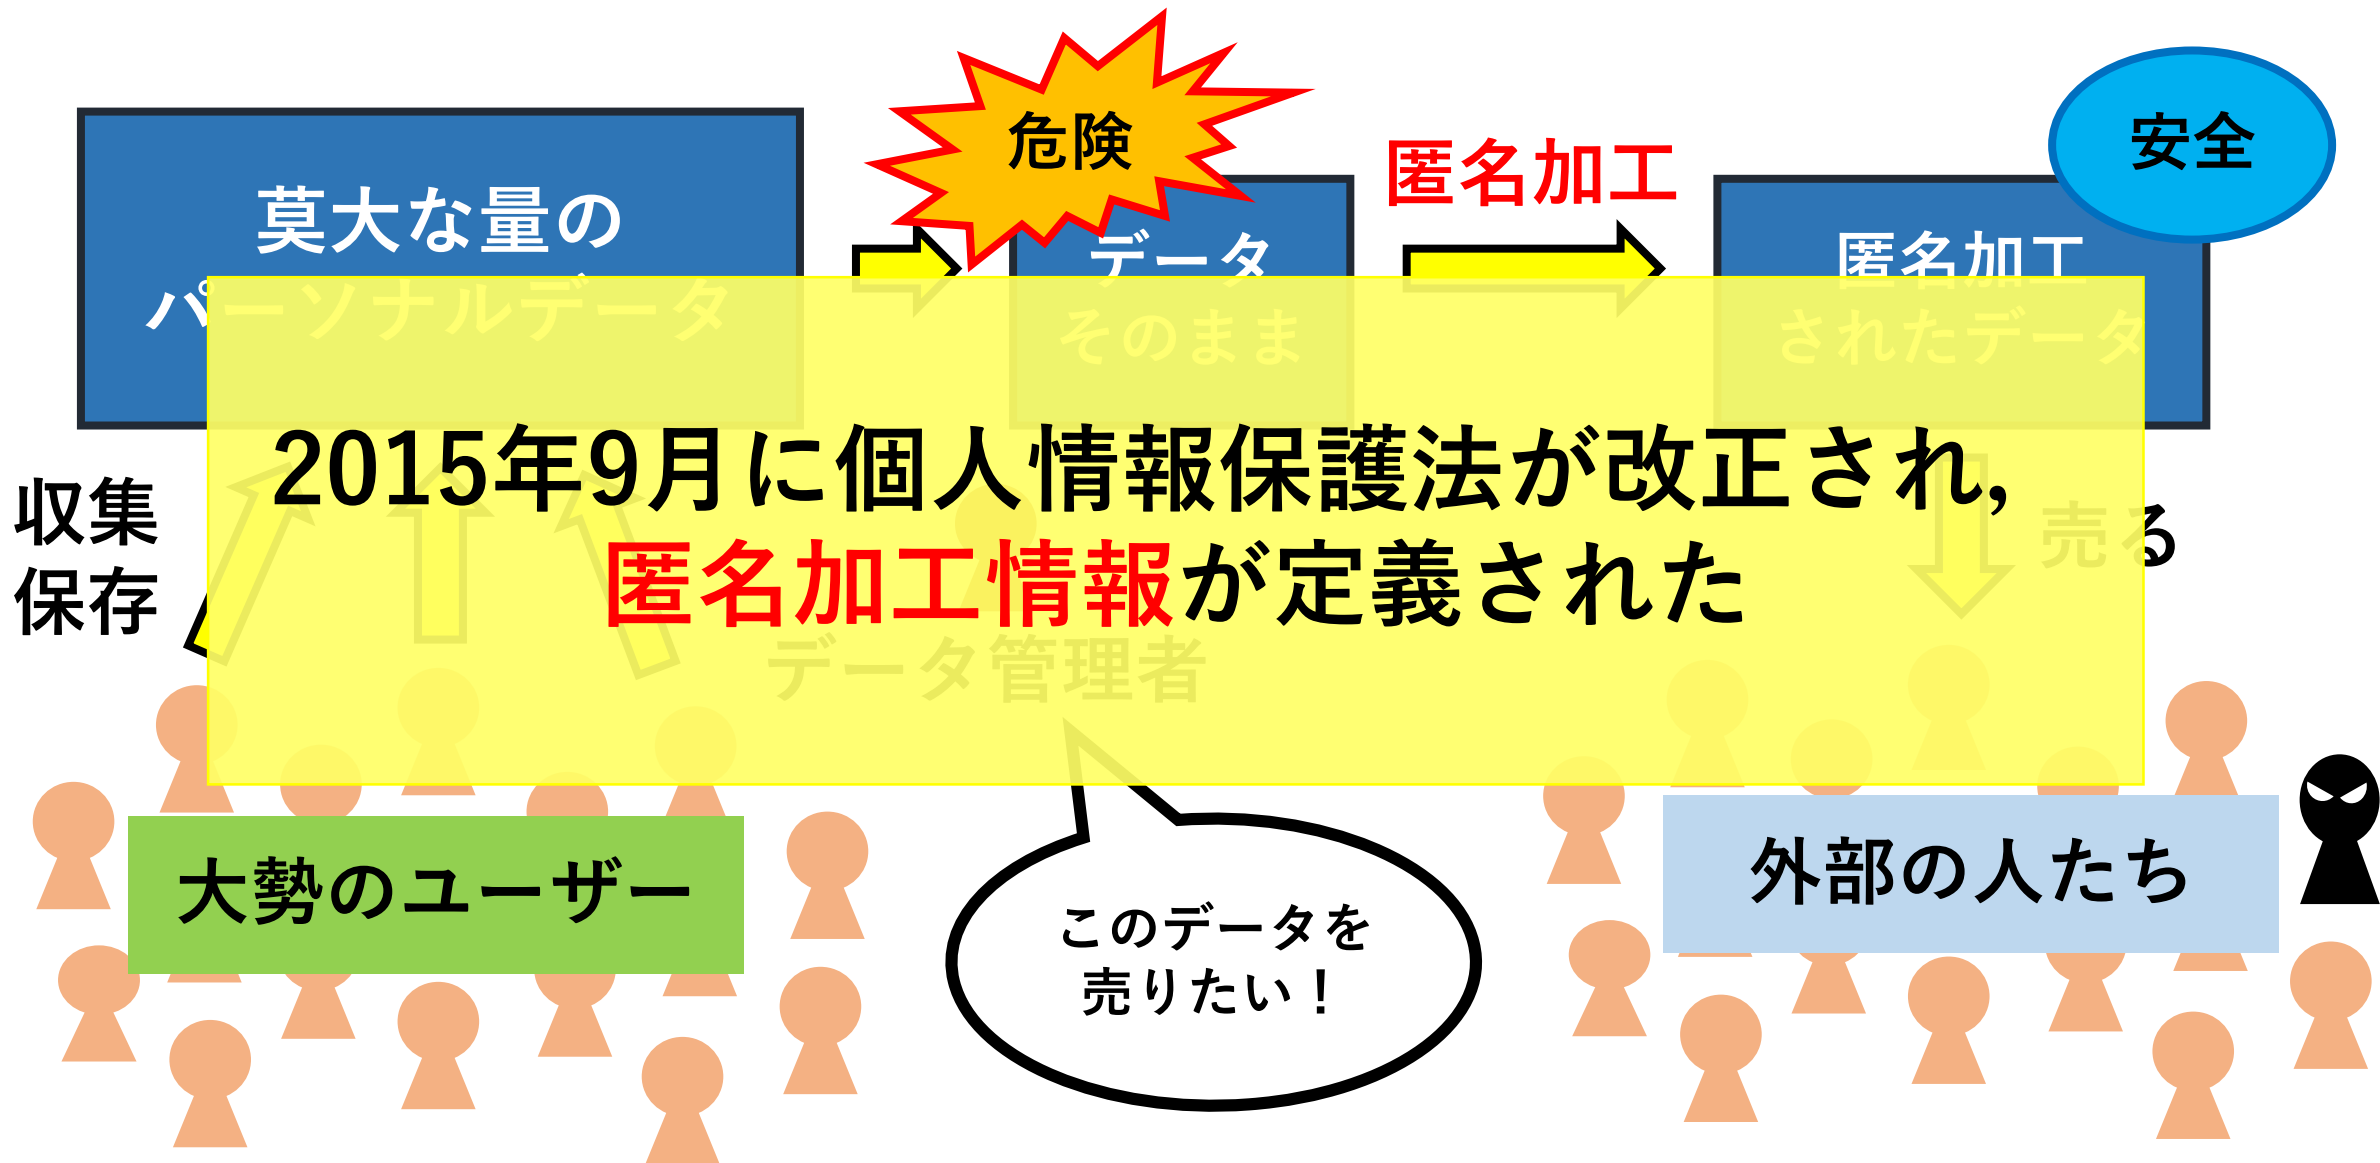 危険
安全
匿名加工
莫大な量の
パーソナルデータ
データ
そのまま
匿名加工
されたデータ
2015年9月に個人情報保護法が改正され,
匿名加工情報が定義された
収集
保存
売る
データ管理者
大勢のユーザー
このデータを
売りたい！
外部の人たち